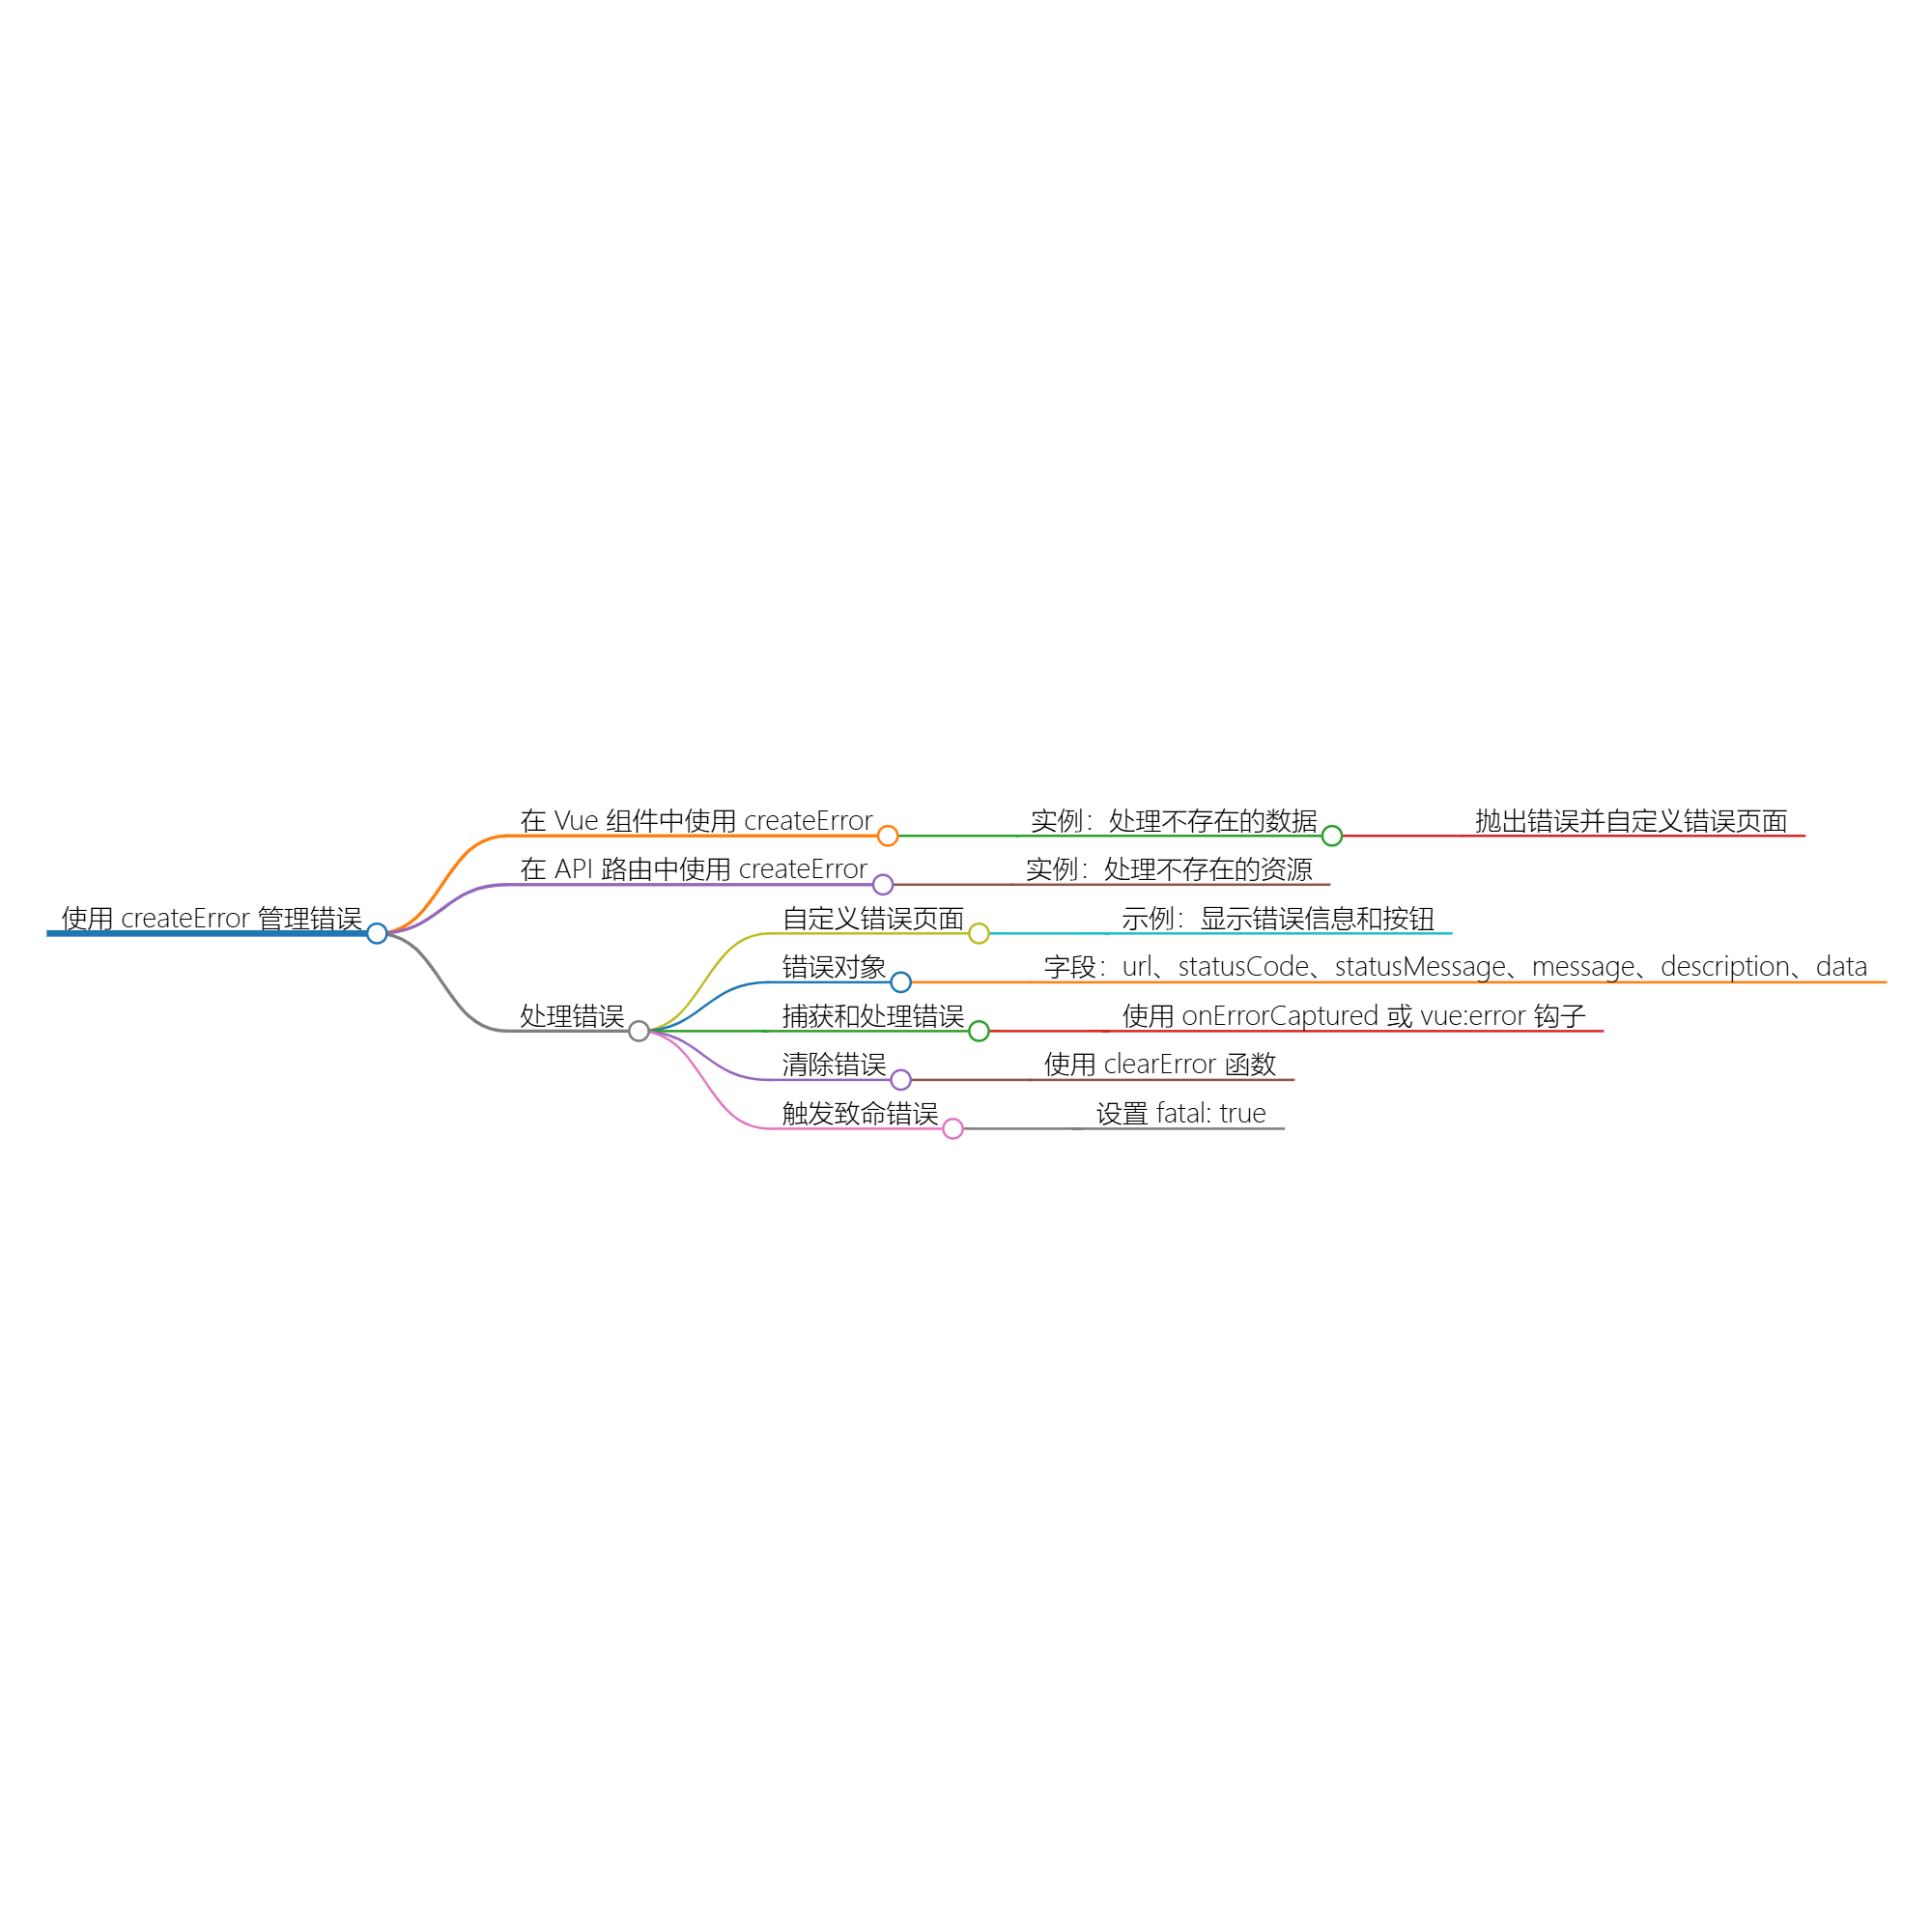 使用 createError 管理错误
在 Vue 组件中使用 createError
实例：处理不存在的数据
抛出错误并自定义错误页面
在 API 路由中使用 createError
实例：处理不存在的资源
处理错误
自定义错误页面
示例：显示错误信息和按钮
错误对象
字段：url、statusCode、statusMessage、message、description、data
捕获和处理错误
使用 onErrorCaptured 或 vue:error 钩子
清除错误
使用 clearError 函数
触发致命错误
设置 fatal: true